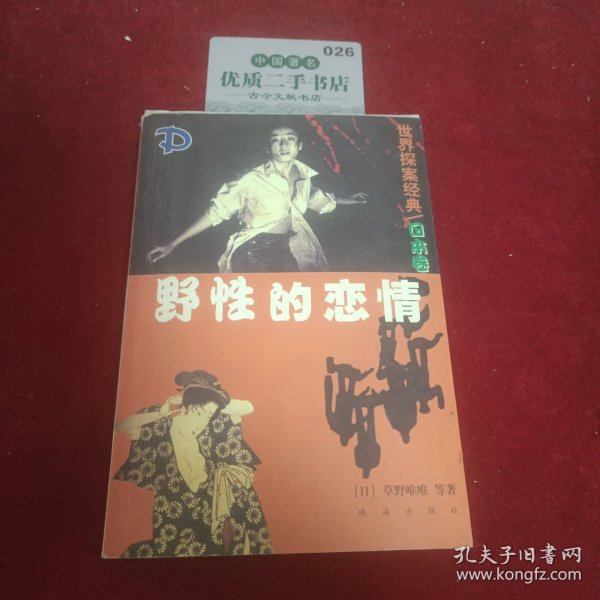 026
中国著名
优质二手书店
古今文献书店
D
世界探案经典/日本卷
野性的恋情
[日] 草野唯唯 等著
珠海出版社
孔夫子旧书网
www.kongfz.com